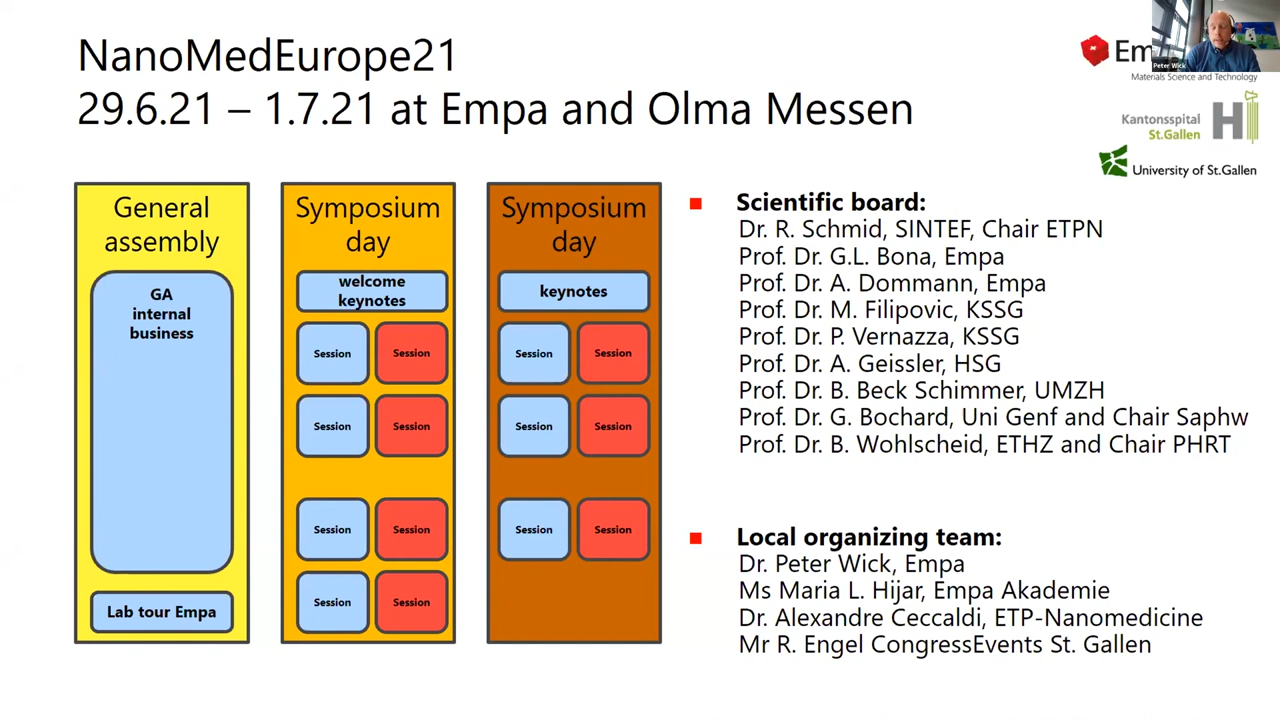 NanoMedEurope21
29.6.21 – 1.7.21 at Empa and Olma Messen
Em
Peter Wick
Materials Science and Technology
Kantonsspital
St.Gallen
University of St.Gallen
General
assembly
GA
internal
business
Lab tour Empa
Symposium
day
welcome
keynotes
Session
Session
Session
Session
Session
Session
Session
Session
Symposium
day
keynotes
Session
Session
Session
Session
Session
Session
Scientific board:
Dr. R. Schmid, SINTEF, Chair ETPN
Prof. Dr. G.L. Bona, Empa
Prof. Dr. A. Dommann, Empa
Prof. Dr. M. Filipovic, KSSG
Prof. Dr. P. Vernazza, KSSG
Prof. Dr. A. Geissler, HSG
Prof. Dr. B. Beck Schimmer, UMZH
Prof. Dr. G. Bochard, Uni Genf and Chair Saphw
Prof. Dr. B. Wohlscheid, ETHZ and Chair PHRT
Local organizing team:
Dr. Peter Wick, Empa
Ms Maria L. Hijar, Empa Akademie
Dr. Alexandre Ceccaldi, ETP-Nanomedicine
Mr R. Engel CongressEvents St. Gallen